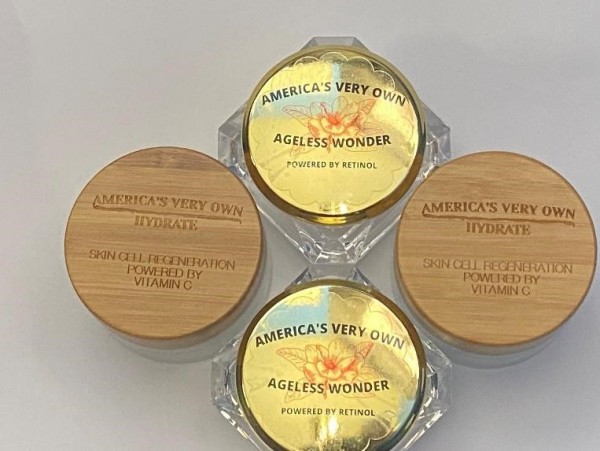 AMERICA'S VERY OWN
AGELESS WONDER
POWERED BY RETINOL
AMERICA'S VERY OWN
HYDRATE
SKIN CELL REGENERATION
POWERED BY
VITAMIN C
AMERICA'S VERY OWN
HYDRATE
SKIN CELL REGENERATION
POWERED BY
VITAMIN C
AMERICA'S VERY OWN
AGELESS WONDER
POWERED BY RETINOL